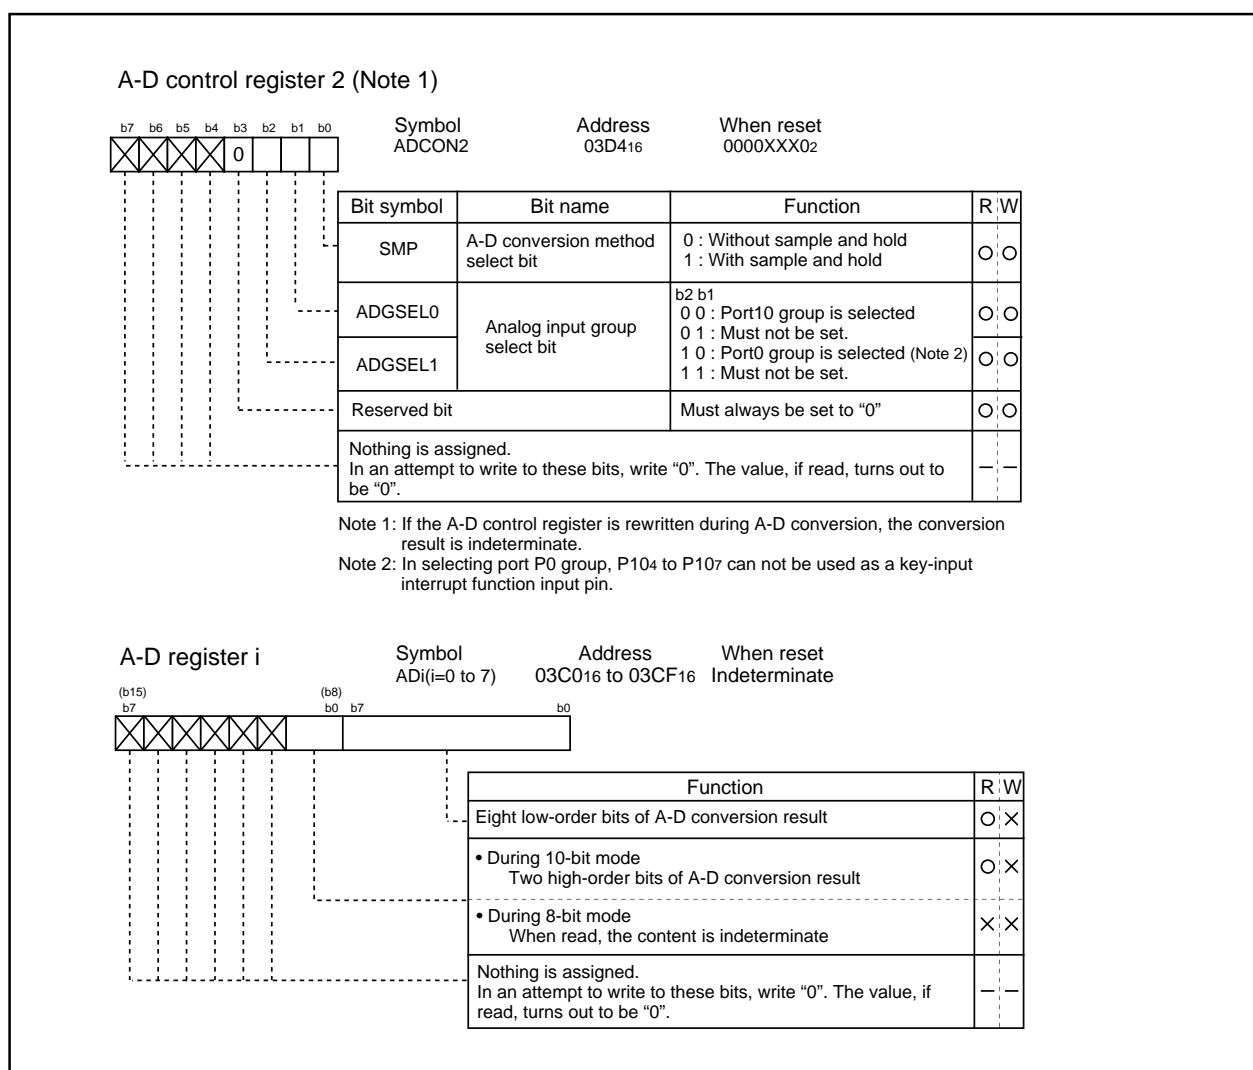 A-D control register 2 (Note 1)
b7 b6 b5 b4 b3 b2 b1 b0
Symbol Address When reset
ADCON2 03D416 0000XXX02
0
Bit symbol Bit name Function R W
SMP
A-D conversion method
select bit
0 : Without sample and hold
1 : With sample and hold
ADGSEL0
ADGSEL1
Analog input group
select bit
b2 b1
0 0 : Port10 group is selected
0 1 : Must not be set.
1 0 : Port0 group is selected (Note 2)
1 1 : Must not be set.
Reserved bit Must always be set to “0”
Nothing is assigned.
In an attempt to write to these bits, write “0”. The value, if read, turns out to
be “0”.
Note 1: If the A-D control register is rewritten during A-D conversion, the conversion
result is indeterminate.
Note 2: In selecting port P0 group, P104 to P107 can not be used as a key-input
interrupt function input pin.
A-D register i
Symbol Address When reset
ADi(i=0 to 7) 03C016 to 03CF16 Indeterminate
(b15) (b8)
b7 b0 b7 b0
Function R W
Eight low-order bits of A-D conversion result
• During 10-bit mode
Two high-order bits of A-D conversion result
• During 8-bit mode
When read, the content is indeterminate
Nothing is assigned.
In an attempt to write to these bits, write “0”. The value, if
read, turns out to be “0”.